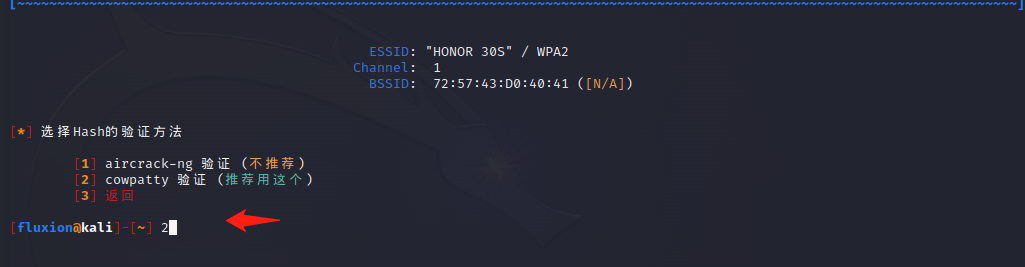 [~~~~~~~~~~~~~~~~~~~~~~~~~~~~~~~~~~~~~~~~~~~~~~~~~~~~~~~~~~~~~~~~~~~~~~~~~~~~~~~~~~~~~~~~~~~~~~~~~~~~~~~~~~~~~~~~~~~~~~~~~~~~~]
ESSID: "HONOR 30S" / WPA2
Channel: 1
BSSID: 72:57:43:D0:40:41 ([N/A])
[*] 选择Hash的验证方法
[1] aircrack-ng 验证 (不推荐)
[2] cowpatty 验证 (推荐用这个)
[3] 返回
[fluxion@kali]-[~] 2